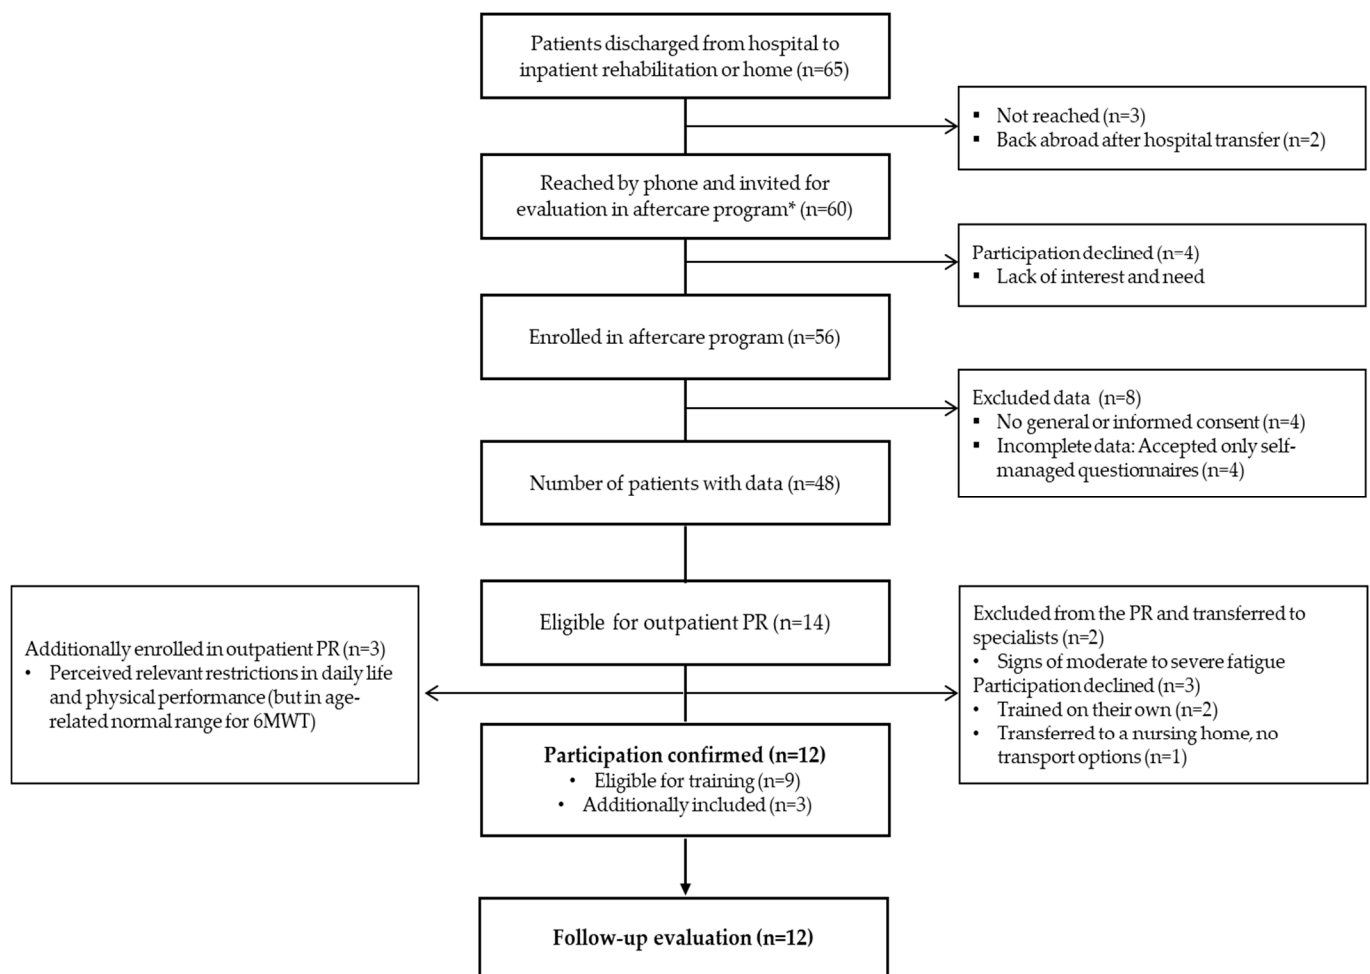 Patients discharged from hospital to
inpatient rehabilitation or home (n=65)
▪ Not reached (n=3)
▪ Back abroad after hospital transfer (n=2)
Reached by phone and invited for
evaluation in aftercare program* (n=60)
Participation declined (n=4)
▪ Lack of interest and need
Enrolled in aftercare program (n=56)
Excluded data (n=8)
▪ No general or informed consent (n=4)
▪ Incomplete data: Accepted only self-
managed questionnaires (n=4)
Number of patients with data (n=48)
Eligible for outpatient PR (n=14)
Additionally enrolled in outpatient PR (n=3)
• Perceived relevant restrictions in daily life
and physical performance (but in age-
related normal range for 6MWT)
Excluded from the PR and transferred to
specialists (n=2)
• Signs of moderate to severe fatigue
Participation declined (n=3)
• Trained on their own (n=2)
• Transferred to a nursing home, no
transport options (n=1)
Participation confirmed (n=12)
• Eligible for training (n=9)
• Additionally included (n=3)
Follow-up evaluation (n=12)